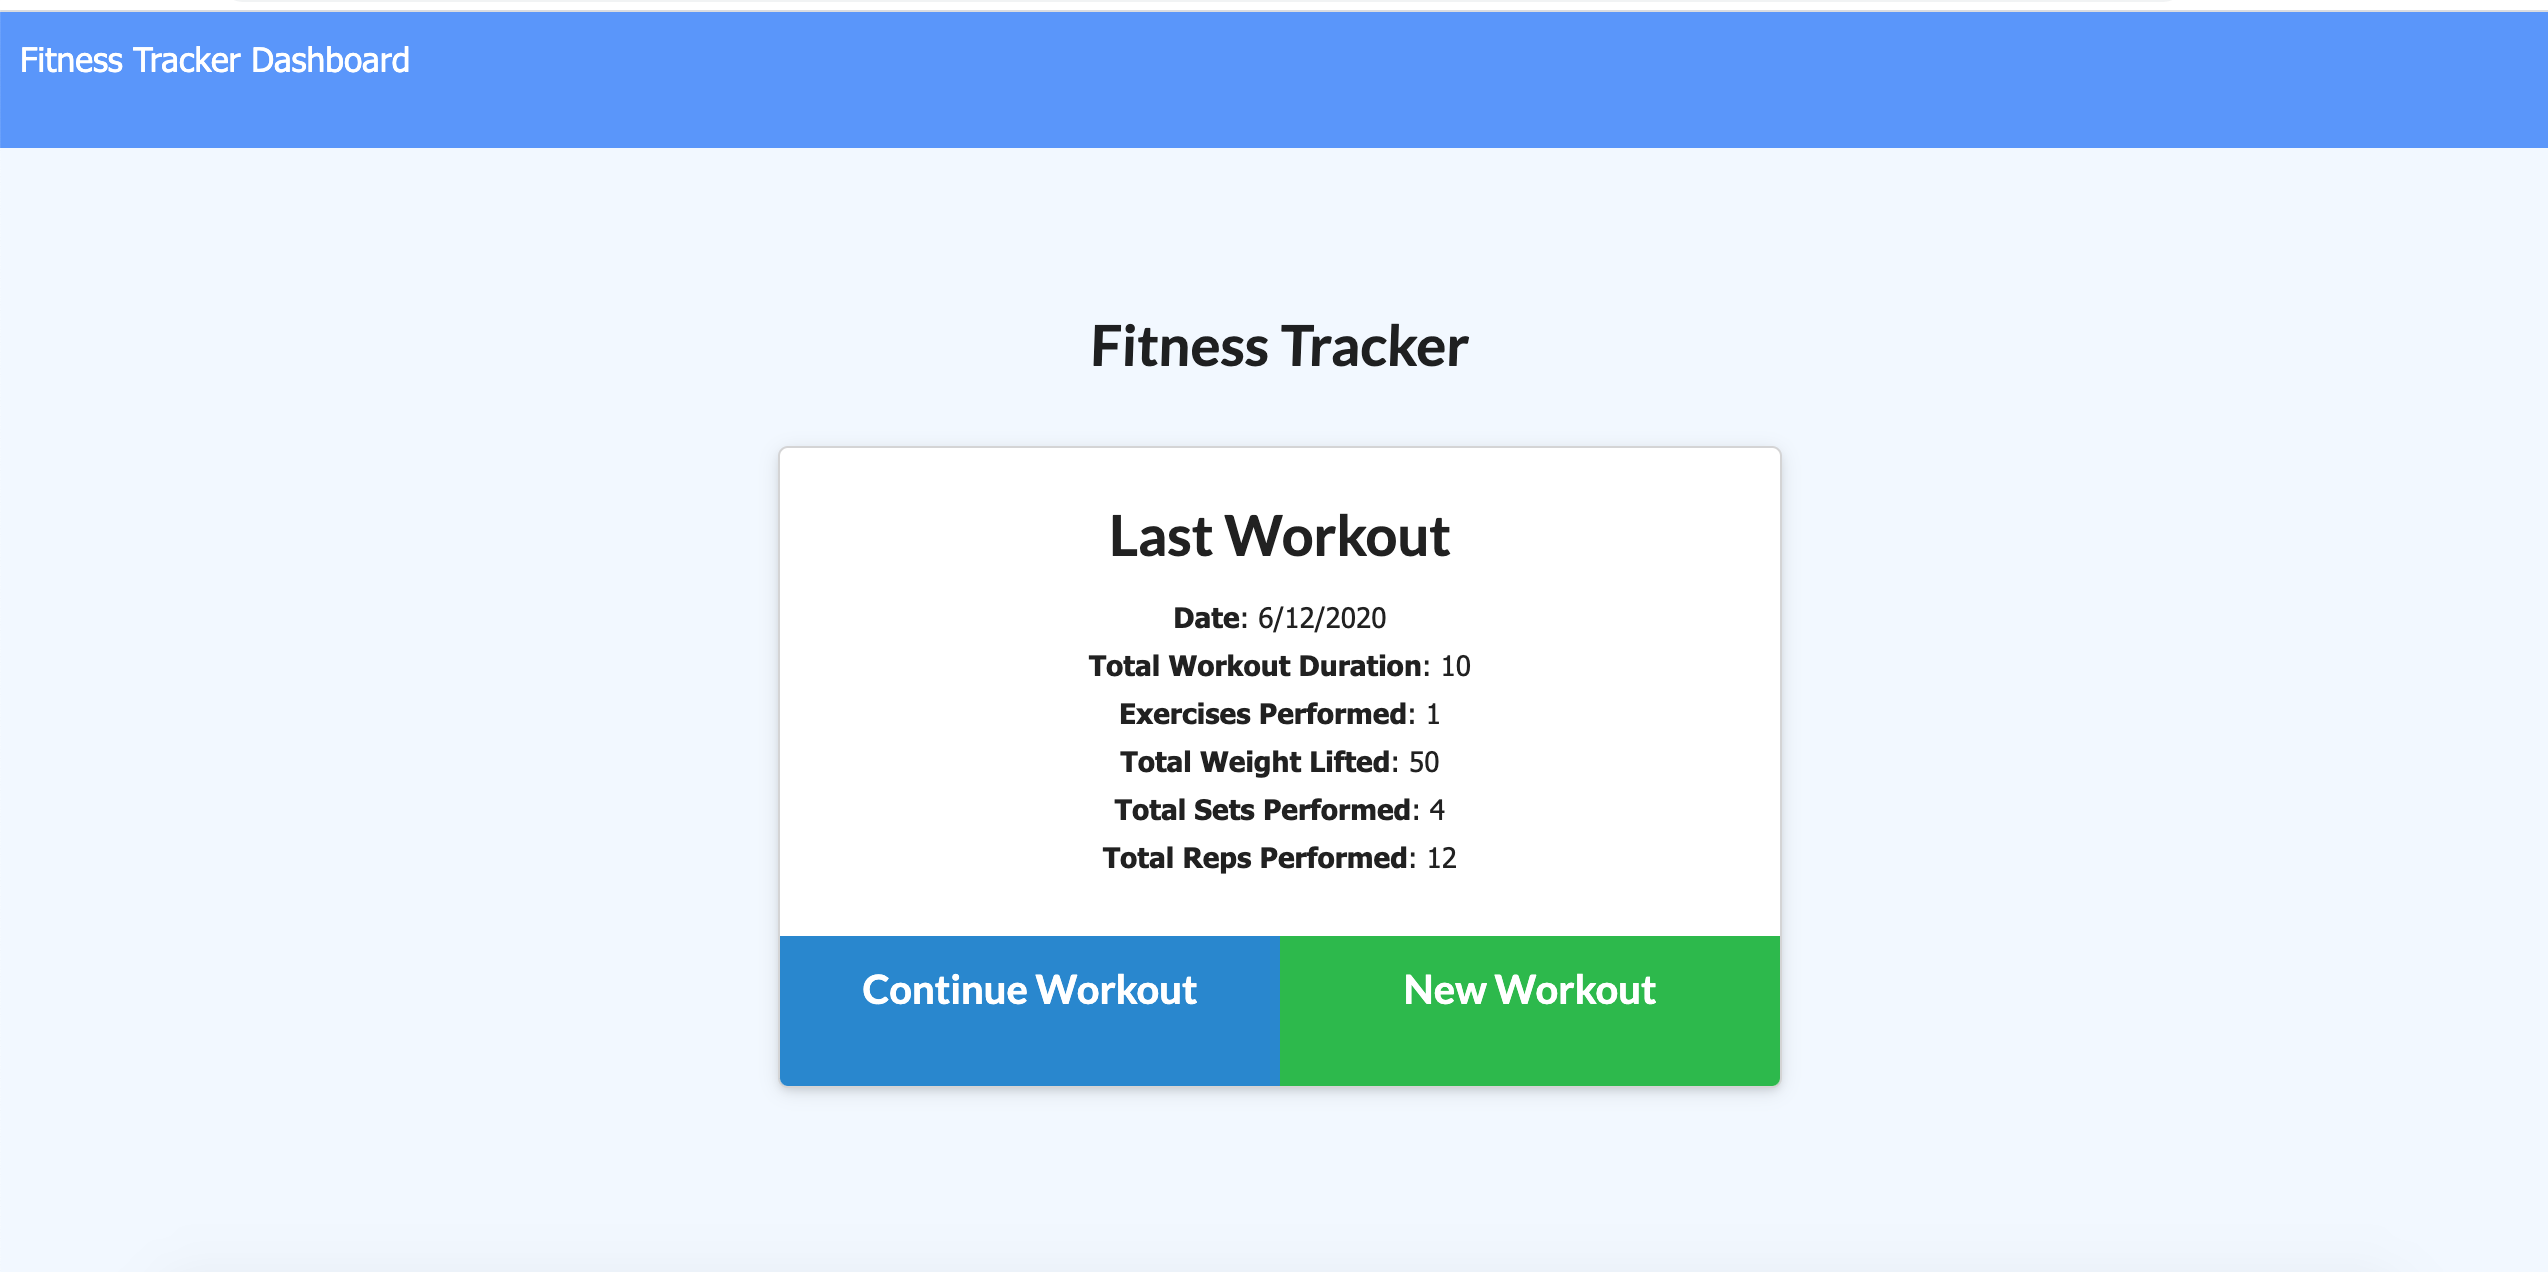 Fitness Tracker Dashboard
Fitness Tracker
Last Workout
Date: 6/12/2020
Total Workout Duration: 10
Exercises Performed: 1
Total Weight Lifted: 50
Total Sets Performed: 4
Total Reps Performed: 12
Continue Workout
New Workout